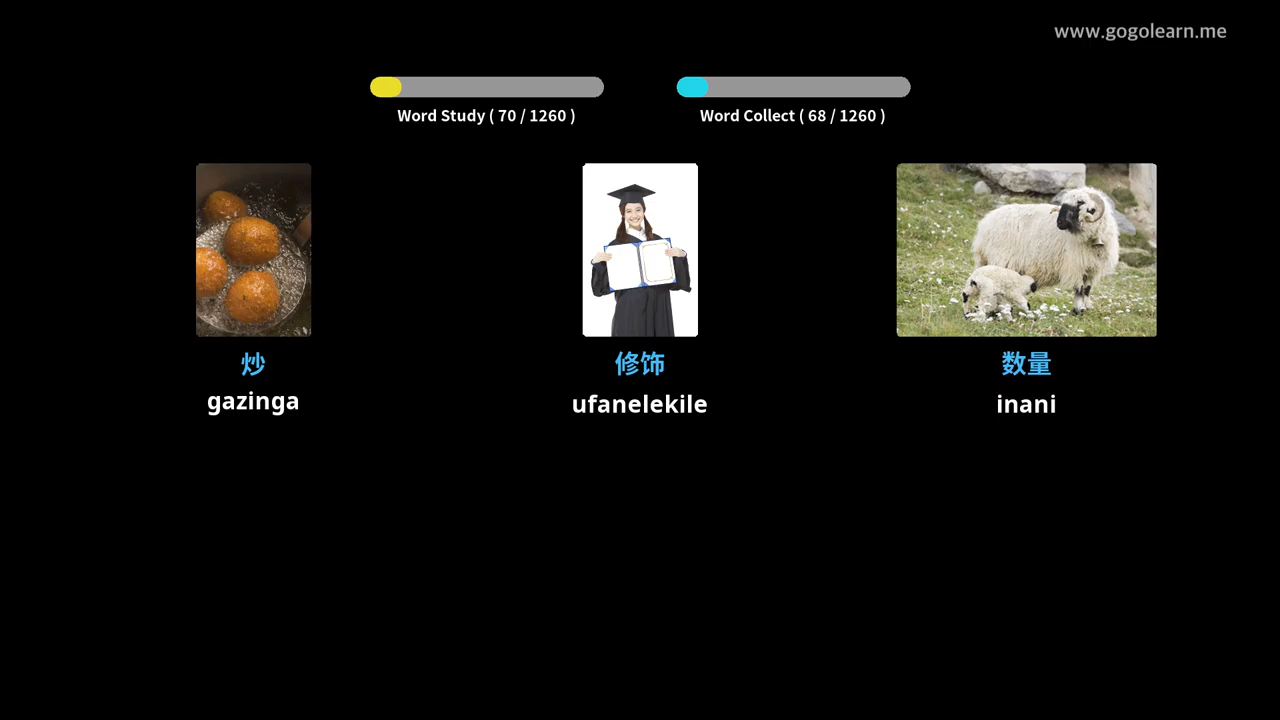 www.gogolearn.me
Word Study ( 70 / 1260 )
Word Collect ( 68 / 1260 )
炒
修饰
数量
gazinga
ufanelekile
inani